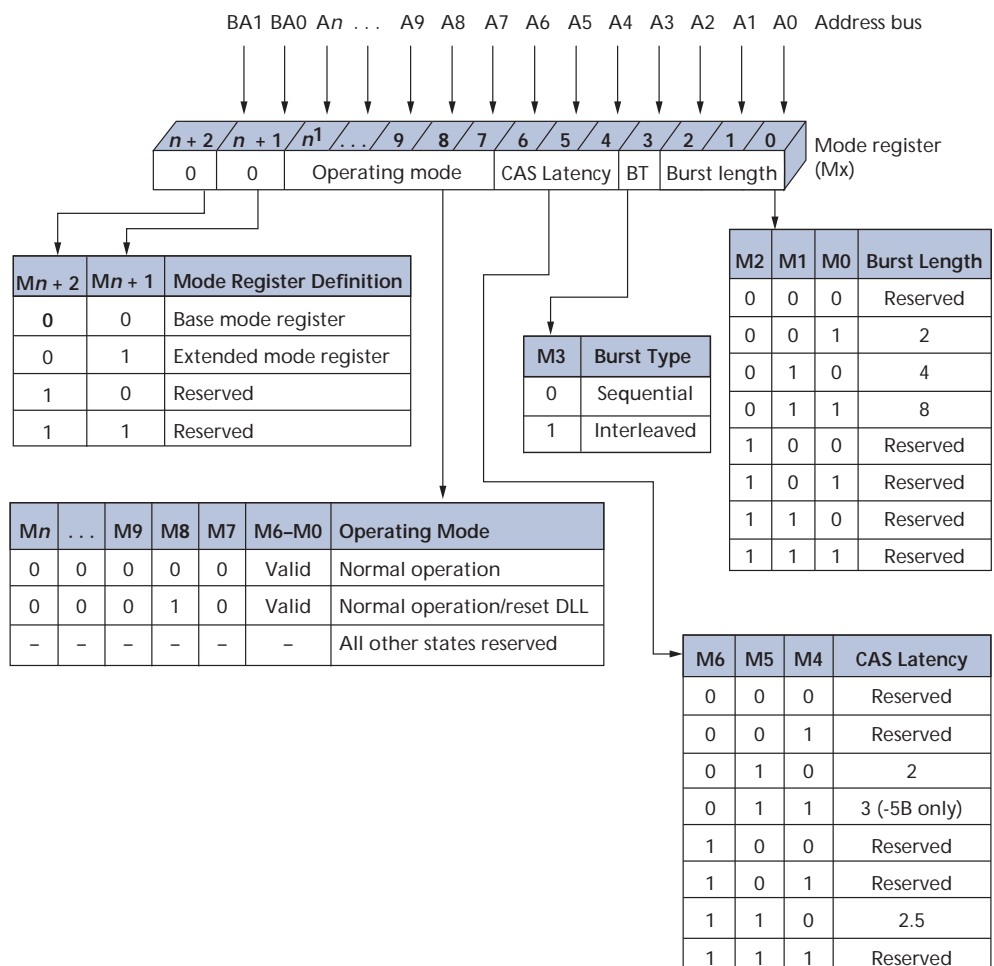 BA1 BA0 An ... A9 A8 A7 A6 A5 A4 A3 A2 A1 A0 Address bus
n + 2 n + 1 n1 ... 9 8 7 6 5 4 3 2 1 0
Mode register
(Mx)
0 0 Operating mode CAS Latency BT Burst length
Mn + 2 Mn + 1 Mode Register Definition
0 0 Base mode register
0 1 Extended mode register
1 0 Reserved
1 1 Reserved
M3 Burst Type
0 Sequential
1 Interleaved
M2 M1 M0 Burst Length
0 0 0 Reserved
0 0 1 2
0 1 0 4
0 1 1 8
1 0 0 Reserved
1 0 1 Reserved
1 1 0 Reserved
1 1 1 Reserved
Mn ... M9 M8 M7 M6–M0 Operating Mode
0 0 0 0 0 Valid Normal operation
0 0 0 1 0 Valid Normal operation/reset DLL
– – – – – – All other states reserved
M6 M5 M4 CAS Latency
0 0 0 Reserved
0 0 1 Reserved
0 1 0 2
0 1 1 3 (-5B only)
1 0 0 Reserved
1 0 1 Reserved
1 1 0 2.5
1 1 1 Reserved